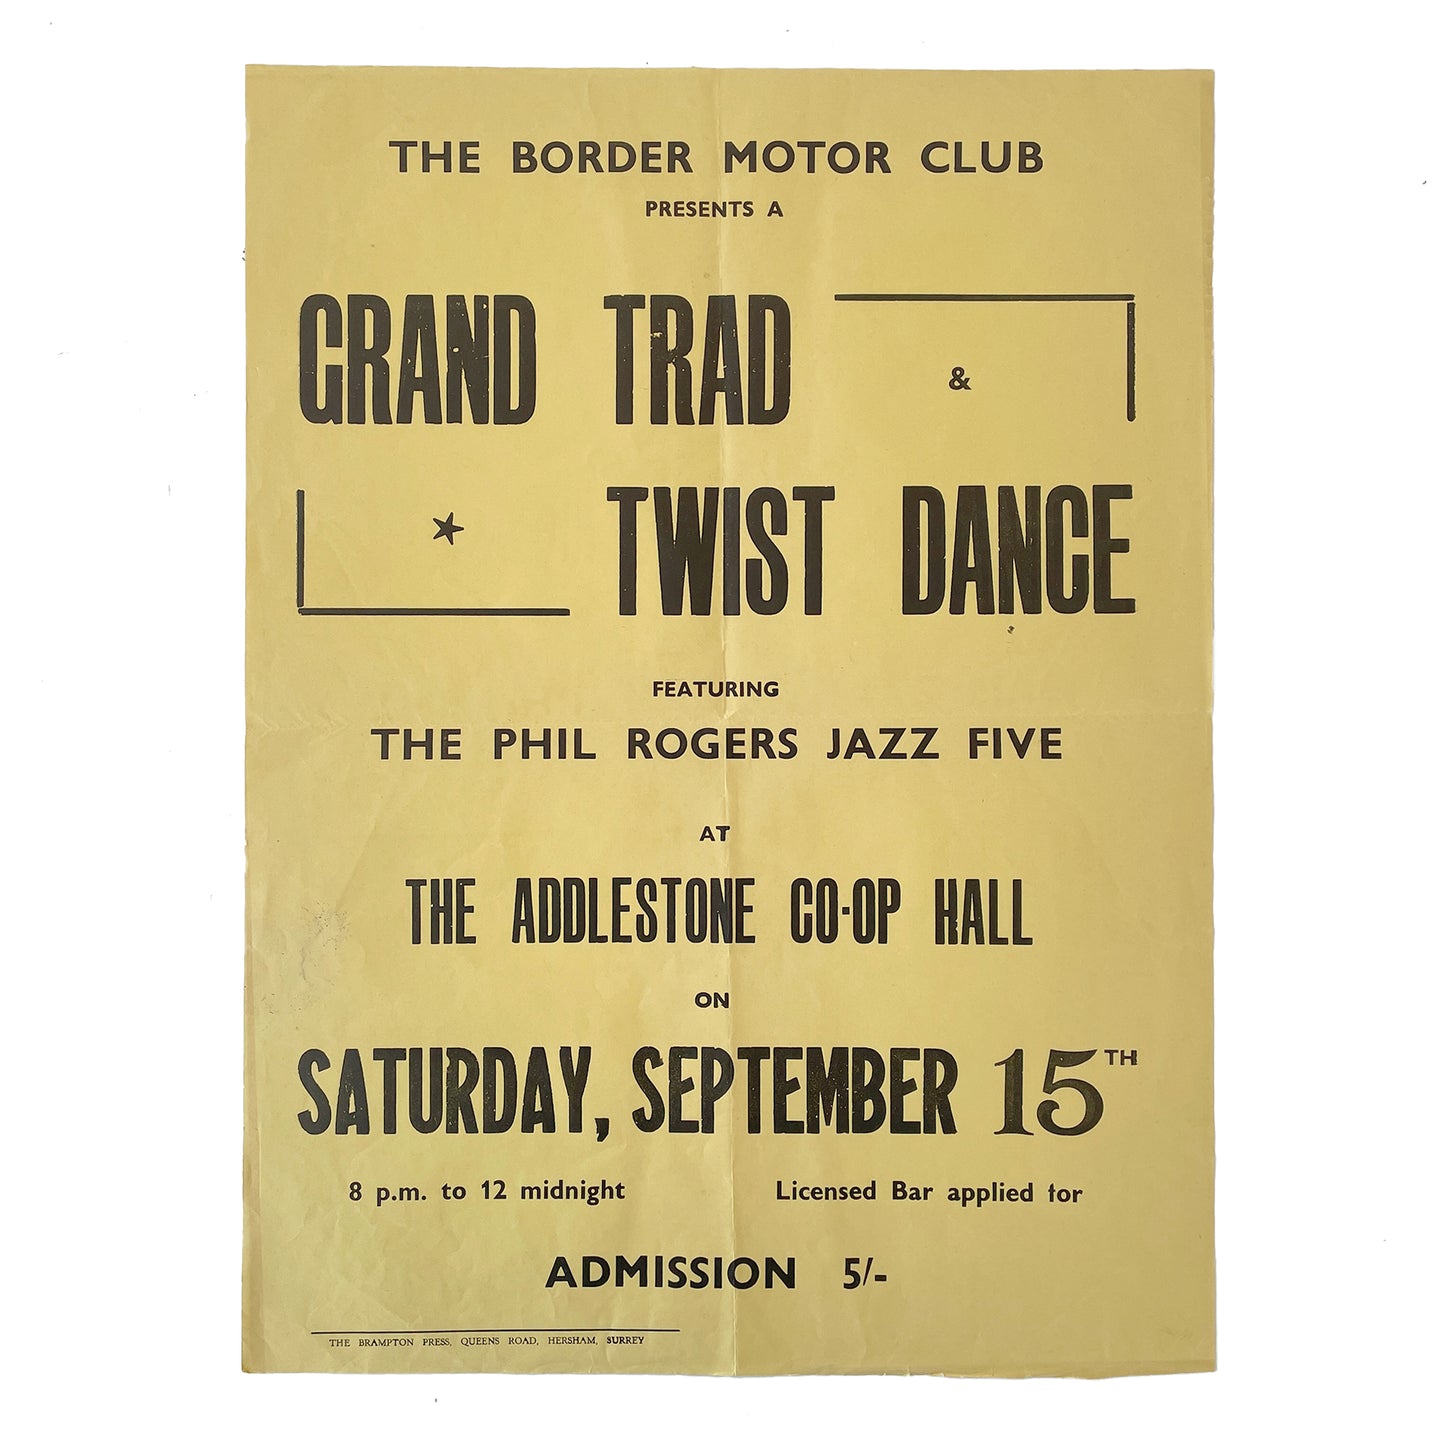 THE BORDER MOTOR CLUB
PRESENTS A
GRAND TRAD
&
TWIST DANCE
FEATURING
THE PHIL ROGERS JAZZ FIVE
AT
THE ADDLESTONE CO-OP HALL
ON
SATURDAY, SEPTEMBER 15TH
8 p.m. to 12 midnight Licensed Bar applied for
ADMISSION 5/-
THE BRAMPTON PRESS, QUEENS ROAD, HERSHAM, SURREY